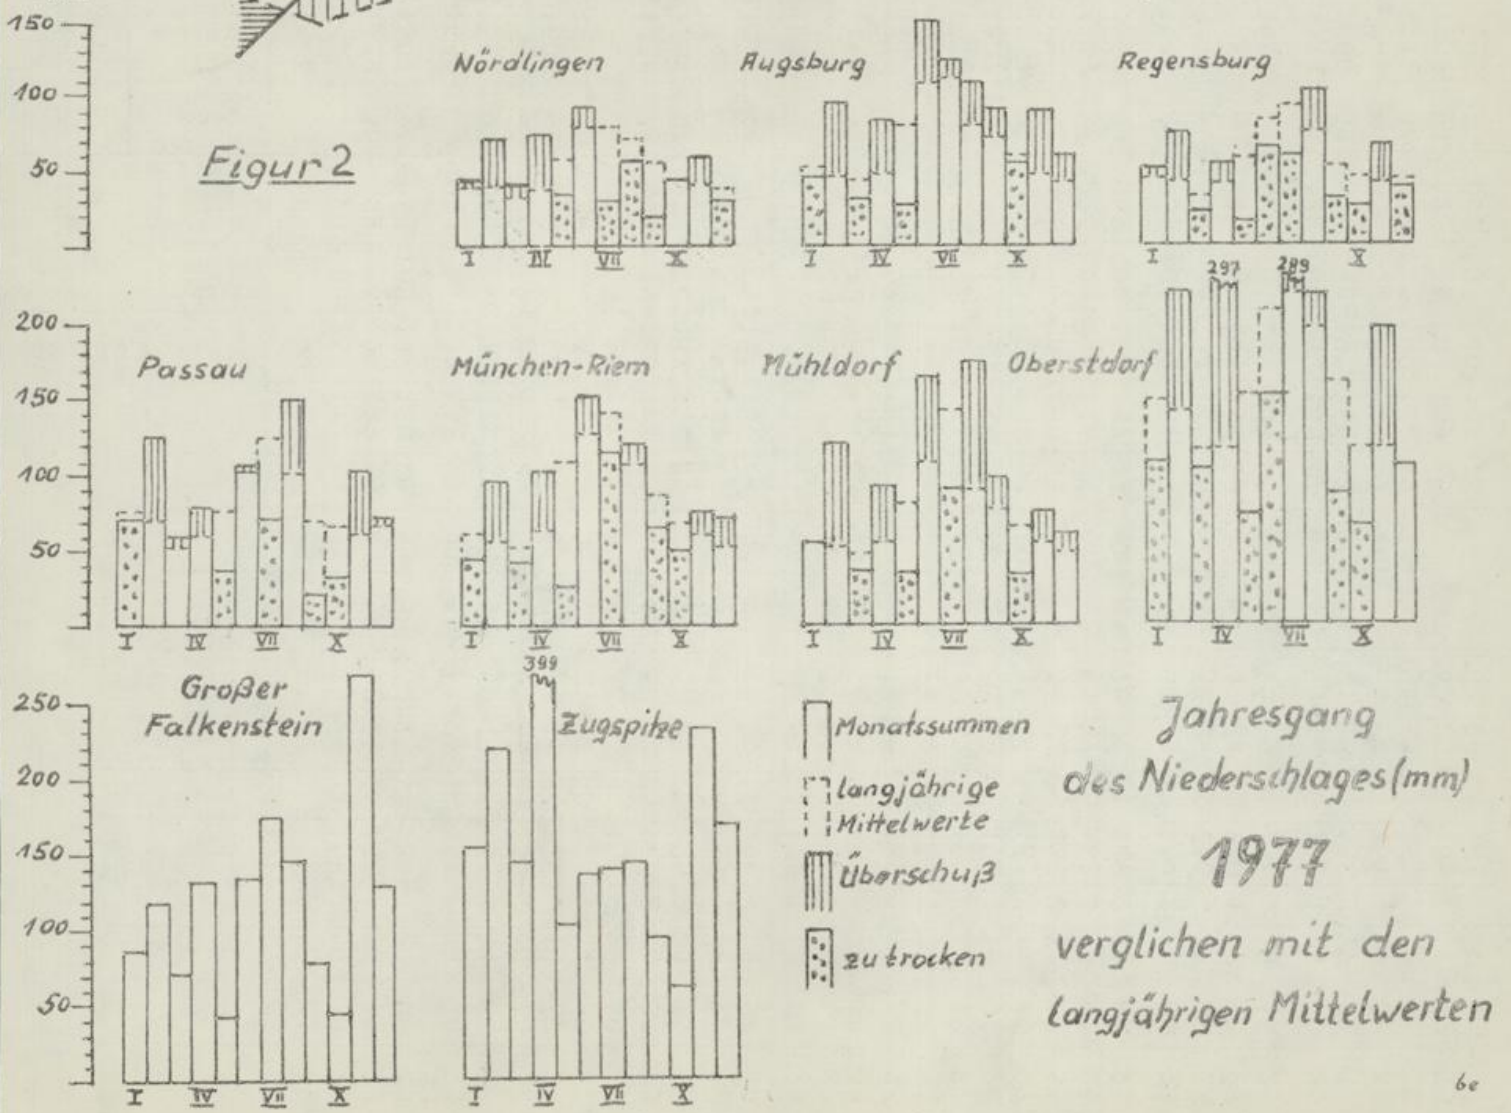 150
100
50
Figur 2
Nördlingen
I IV VII X
Augsburg
I IV VII X
Regensburg
I X
297 289
200
150
100
50
Passau
I IV VII X
München-Riem
I IV VII X
Mühldorf
I IV VII X
Oberstdorf
I IV VII X
250
200
150
100
50
Großer
Falkenstein
I IV VII X
399
Zugspitze
I IV VII X
Monatssummen
langjährige
Mittelwerte
Überschuß
zu trocken
Jahresgang
des Niederschlages (mm)
1977
verglichen mit den
langjährigen Mittelwerten
be